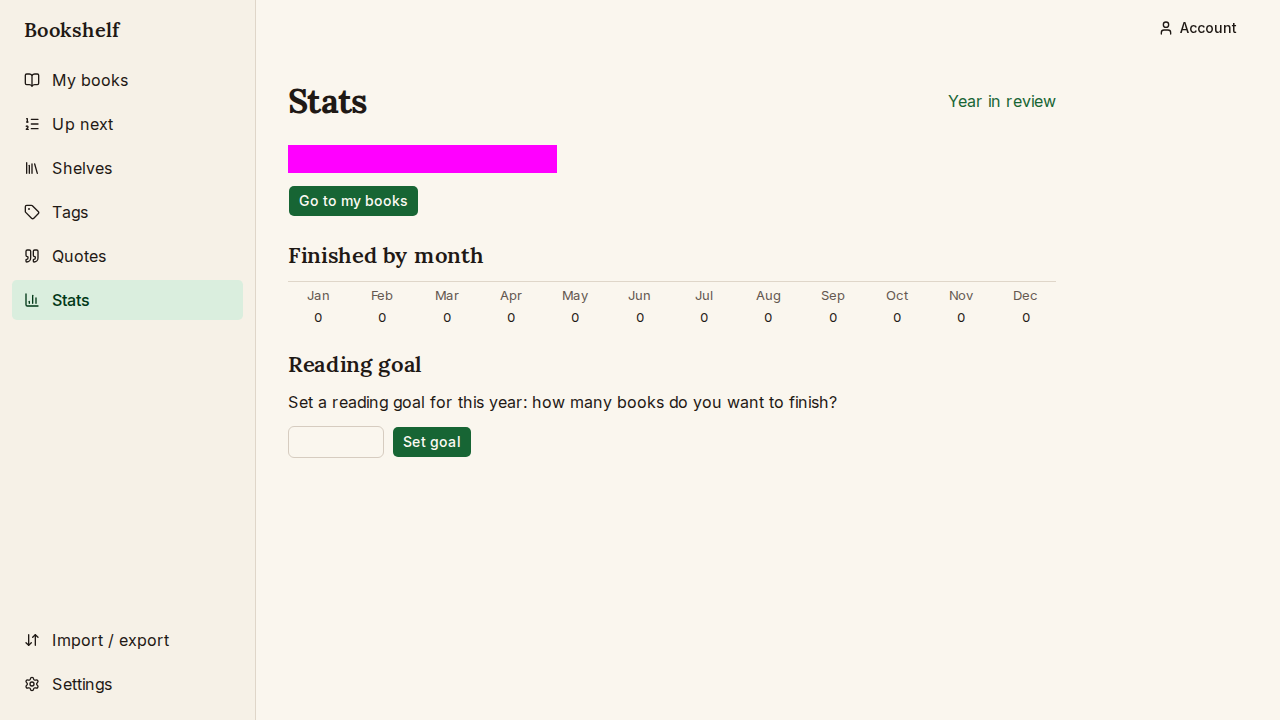 Bookshelf
My books
Up next
Shelves
Tags
Quotes
Stats
Import / export
Settings
Account
Stats
Year in review
Go to my books
Finished by month
Jan Feb Mar Apr May Jun Jul Aug Sep Oct Nov Dec
0 0 0 0 0 0 0 0 0 0 0 0
Reading goal
Set a reading goal for this year: how many books do you want to finish?
Set goal